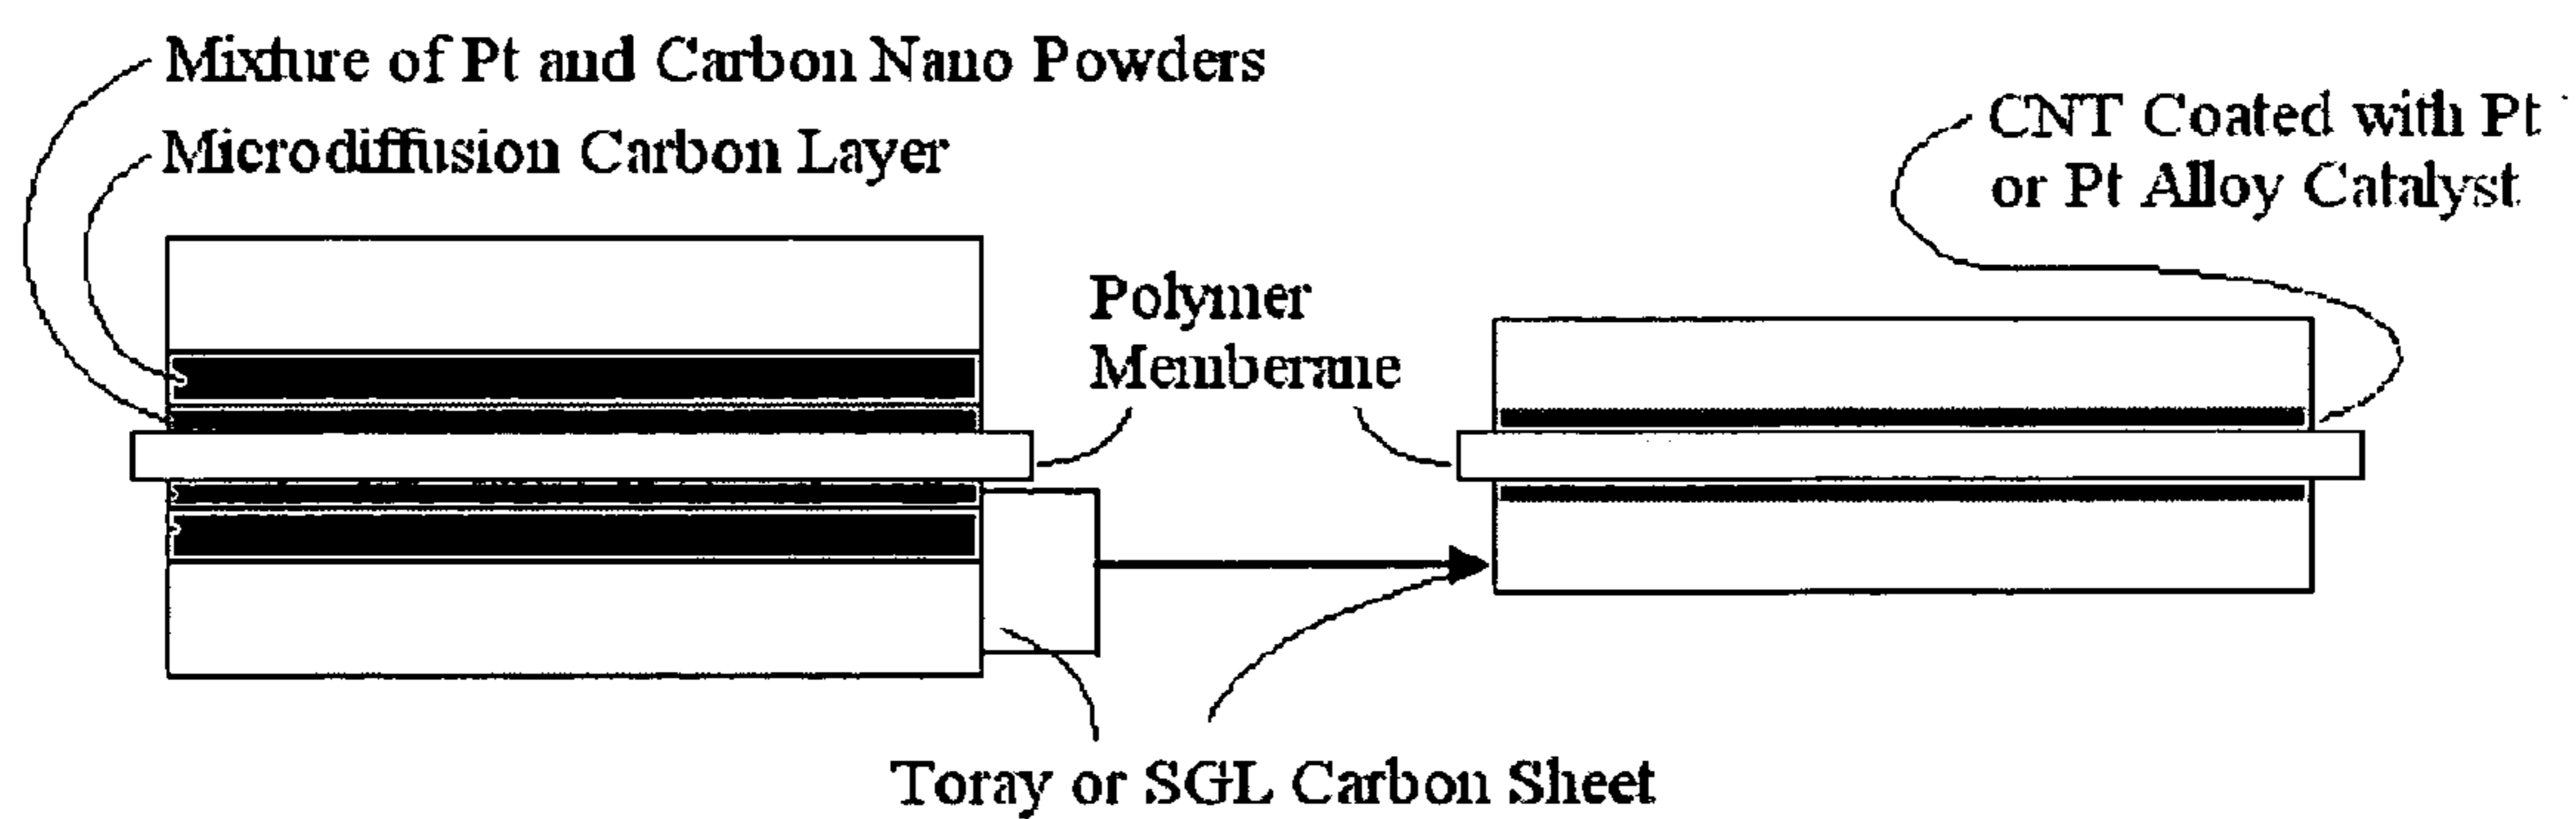 Mixture of Pt and Carbon Nano Powders
Microdiffusion Carbon Layer
CNT Coated with Pt
or Pt Alloy Catalyst
Polymer
Memberane
Toray or SGL Carbon Sheet